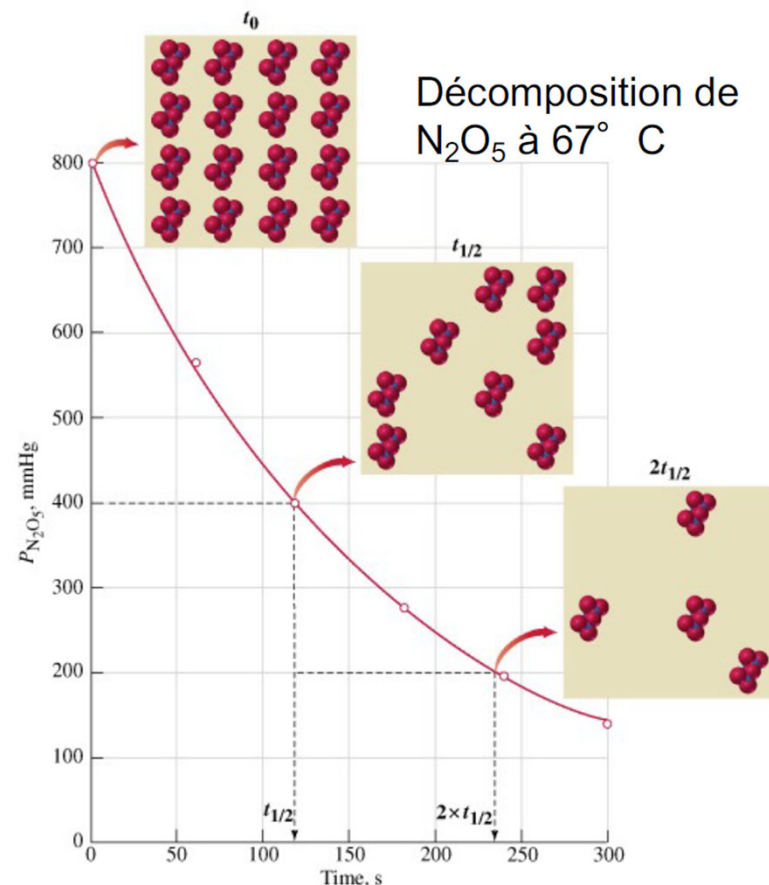 t₀
Décomposition de
N₂O₅ à 67° C
800
700
t₁/₂
600
500
2t₁/₂
400
300
200
100
0
P_N₂O₅, mmHg
t₁/₂
2×t₁/₂
0 50 100 150 200 250 300
Time, s